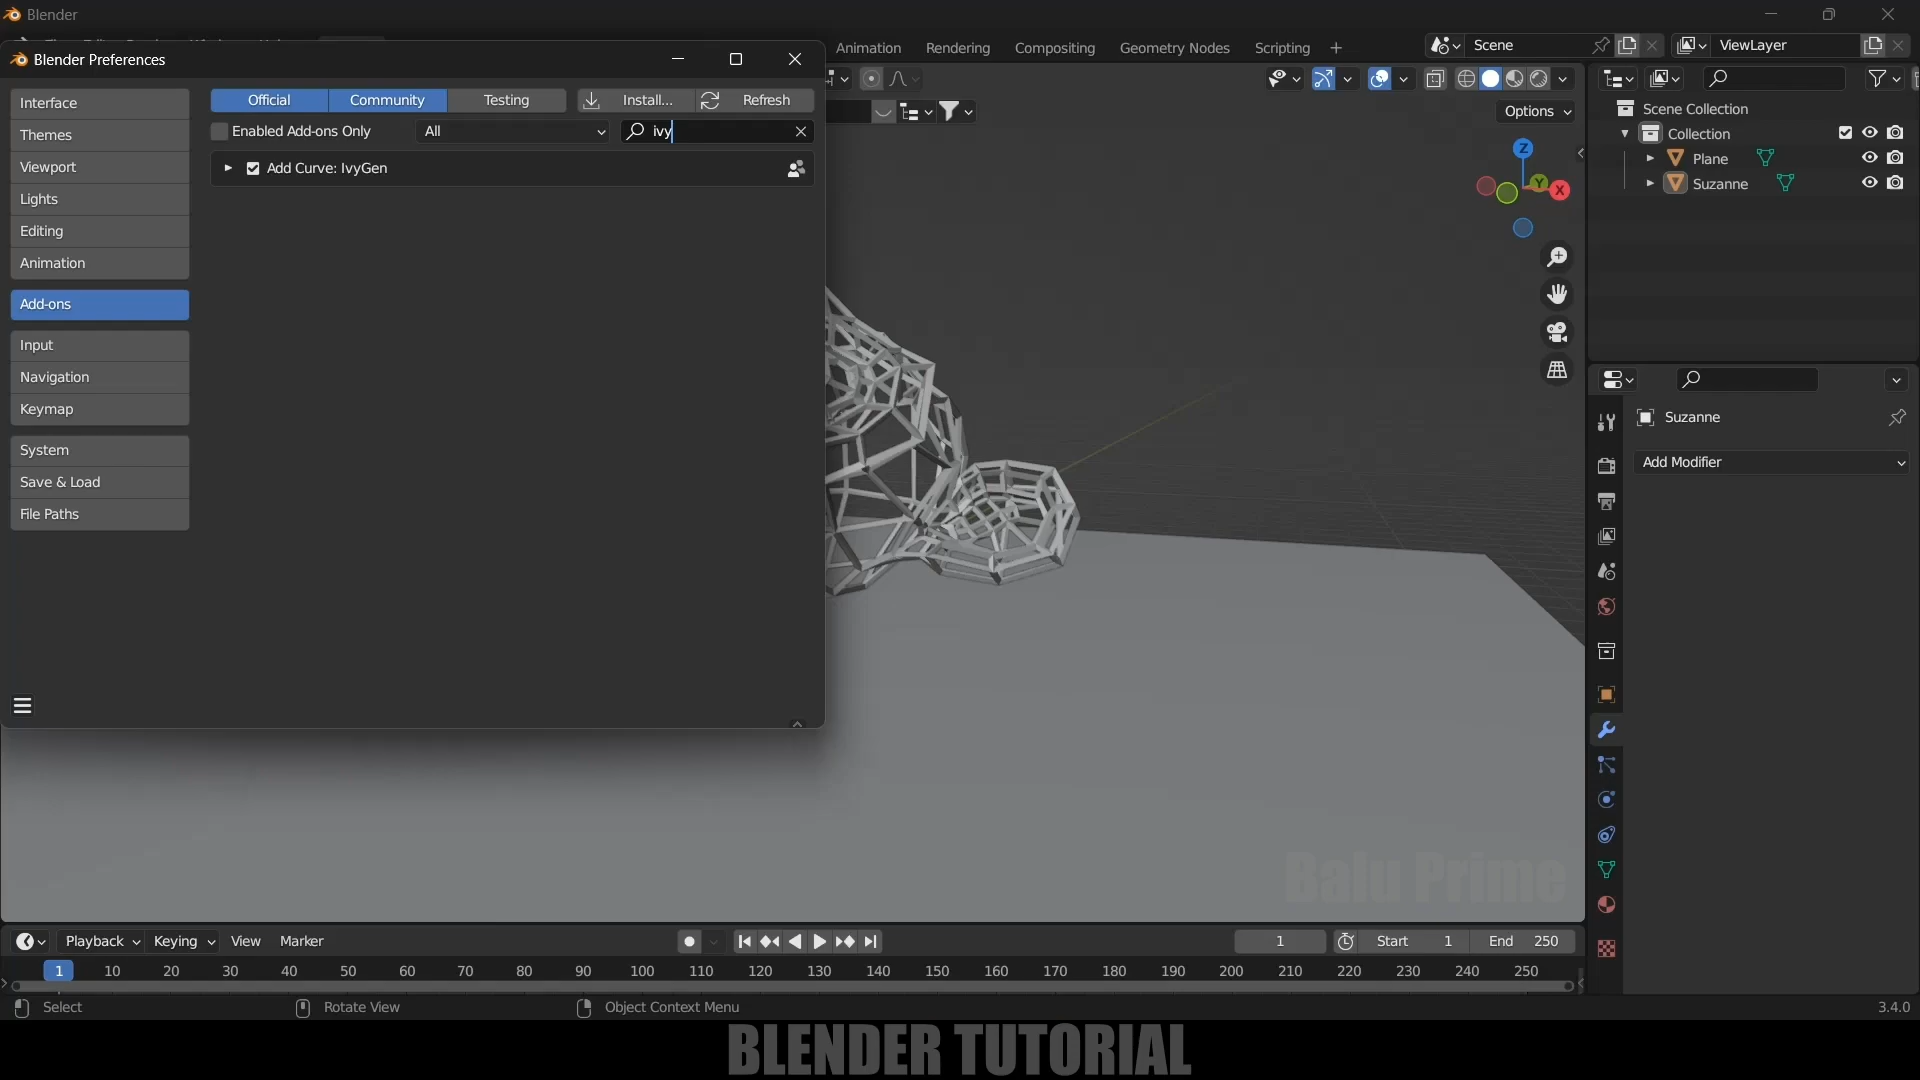 Blender
Blender Preferences
Animation
Rendering
Compositing
Geometry Nodes
Scripting
Scene
ViewLayer
Interface
Themes
Viewport
Lights
Editing
Animation
Add-ons
Input
Navigation
Keymap
System
Save & Load
File Paths
Official
Community
Testing
Install...
Refresh
Enabled Add-ons Only
All
ivy
Add Curve: IvyGen
Options
Z
Y
X
Scene Collection
Collection
Plane
Suzanne
Suzanne
Add Modifier
Balu Prime
Playback
Keying
View
Marker
1
Start 1
End 250
1 10 20 30 40 50 60 70 80 90 100 110 120 130 140 150 160 170 180 190 200 210 220 230 240 250
Select
Rotate View
Object Context Menu
3.4.0
BLENDER TUTORIAL